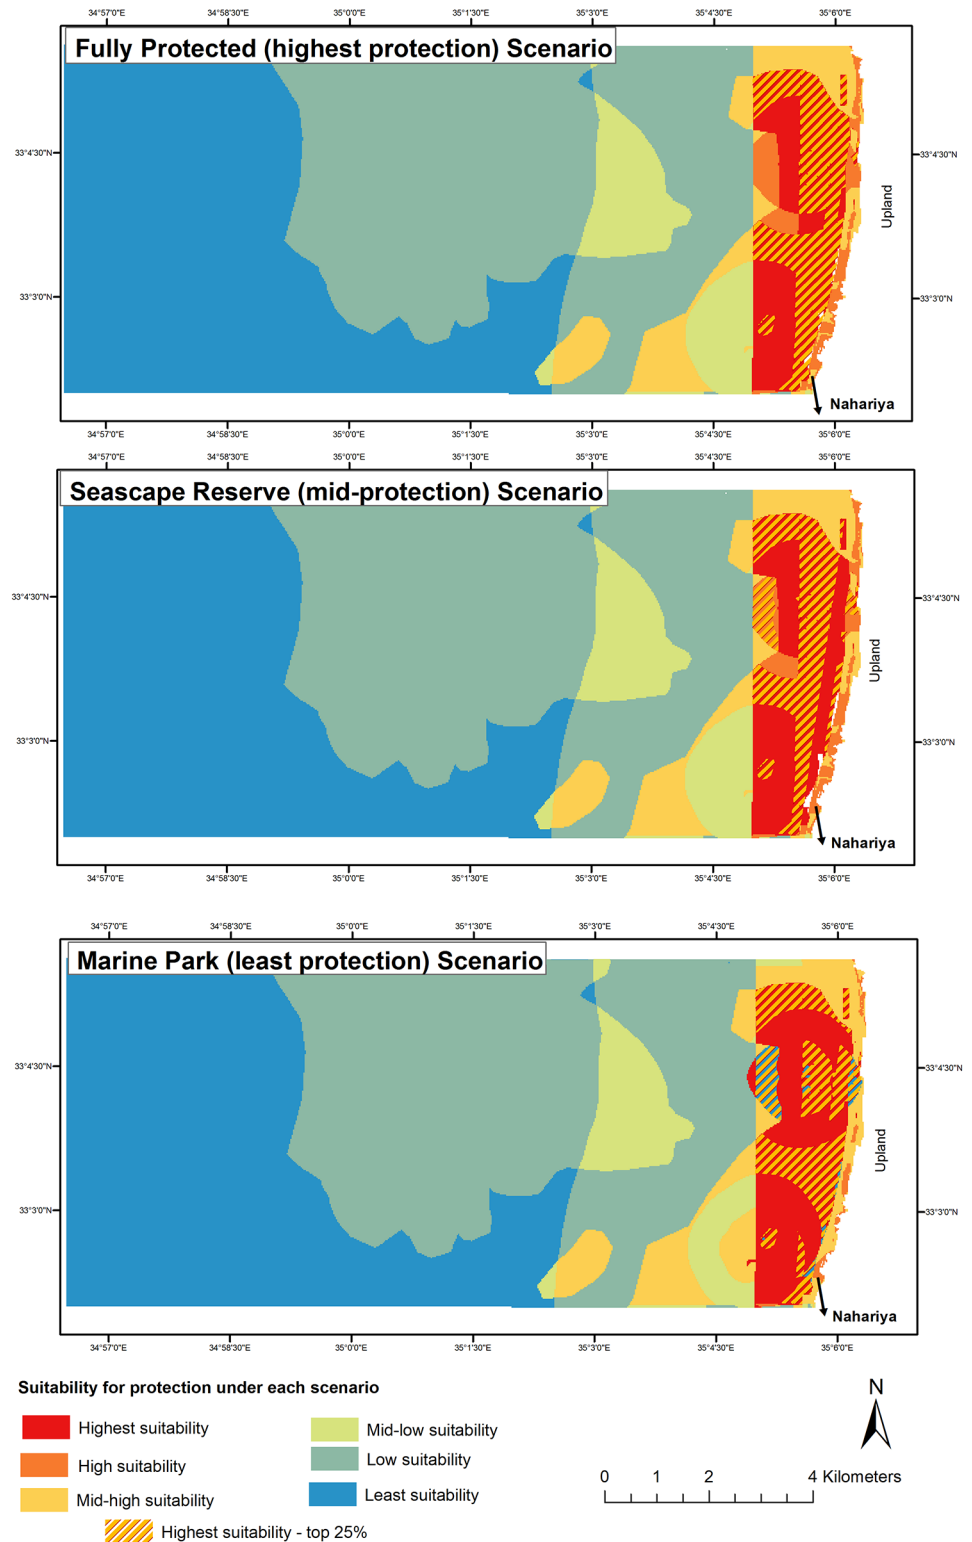 34°57'0"E 34°58'30"E 35°0'0"E 35°1'30"E 35°3'0"E 35°4'30"E 35°6'0"E
Fully Protected (highest protection) Scenario
33°4'30"N 33°4'30"N
Upland
33°3'0"N 33°3'0"N
Nahariya
34°57'0"E 34°58'30"E 35°0'0"E 35°1'30"E 35°3'0"E 35°4'30"E 35°6'0"E
34°57'0"E 34°58'30"E 35°0'0"E 35°1'30"E 35°3'0"E 35°4'30"E 35°6'0"E
Seascape Reserve (mid-protection) Scenario
33°4'30"N 33°4'30"N
Upland
33°3'0"N 33°3'0"N
Nahariya
34°57'0"E 34°58'30"E 35°0'0"E 35°1'30"E 35°3'0"E 35°4'30"E 35°6'0"E
34°57'0"E 34°58'30"E 35°0'0"E 35°1'30"E 35°3'0"E 35°4'30"E 35°6'0"E
Marine Park (least protection) Scenario
33°4'30"N 33°4'30"N
Upland
33°3'0"N 33°3'0"N
Nahariya
34°57'0"E 34°58'30"E 35°0'0"E 35°1'30"E 35°3'0"E 35°4'30"E 35°6'0"E
Suitability for protection under each scenario
Highest suitability
High suitability
Mid-high suitability
Mid-low suitability
Low suitability
Least suitability
Highest suitability - top 25%
N
0 1 2 4 Kilometers